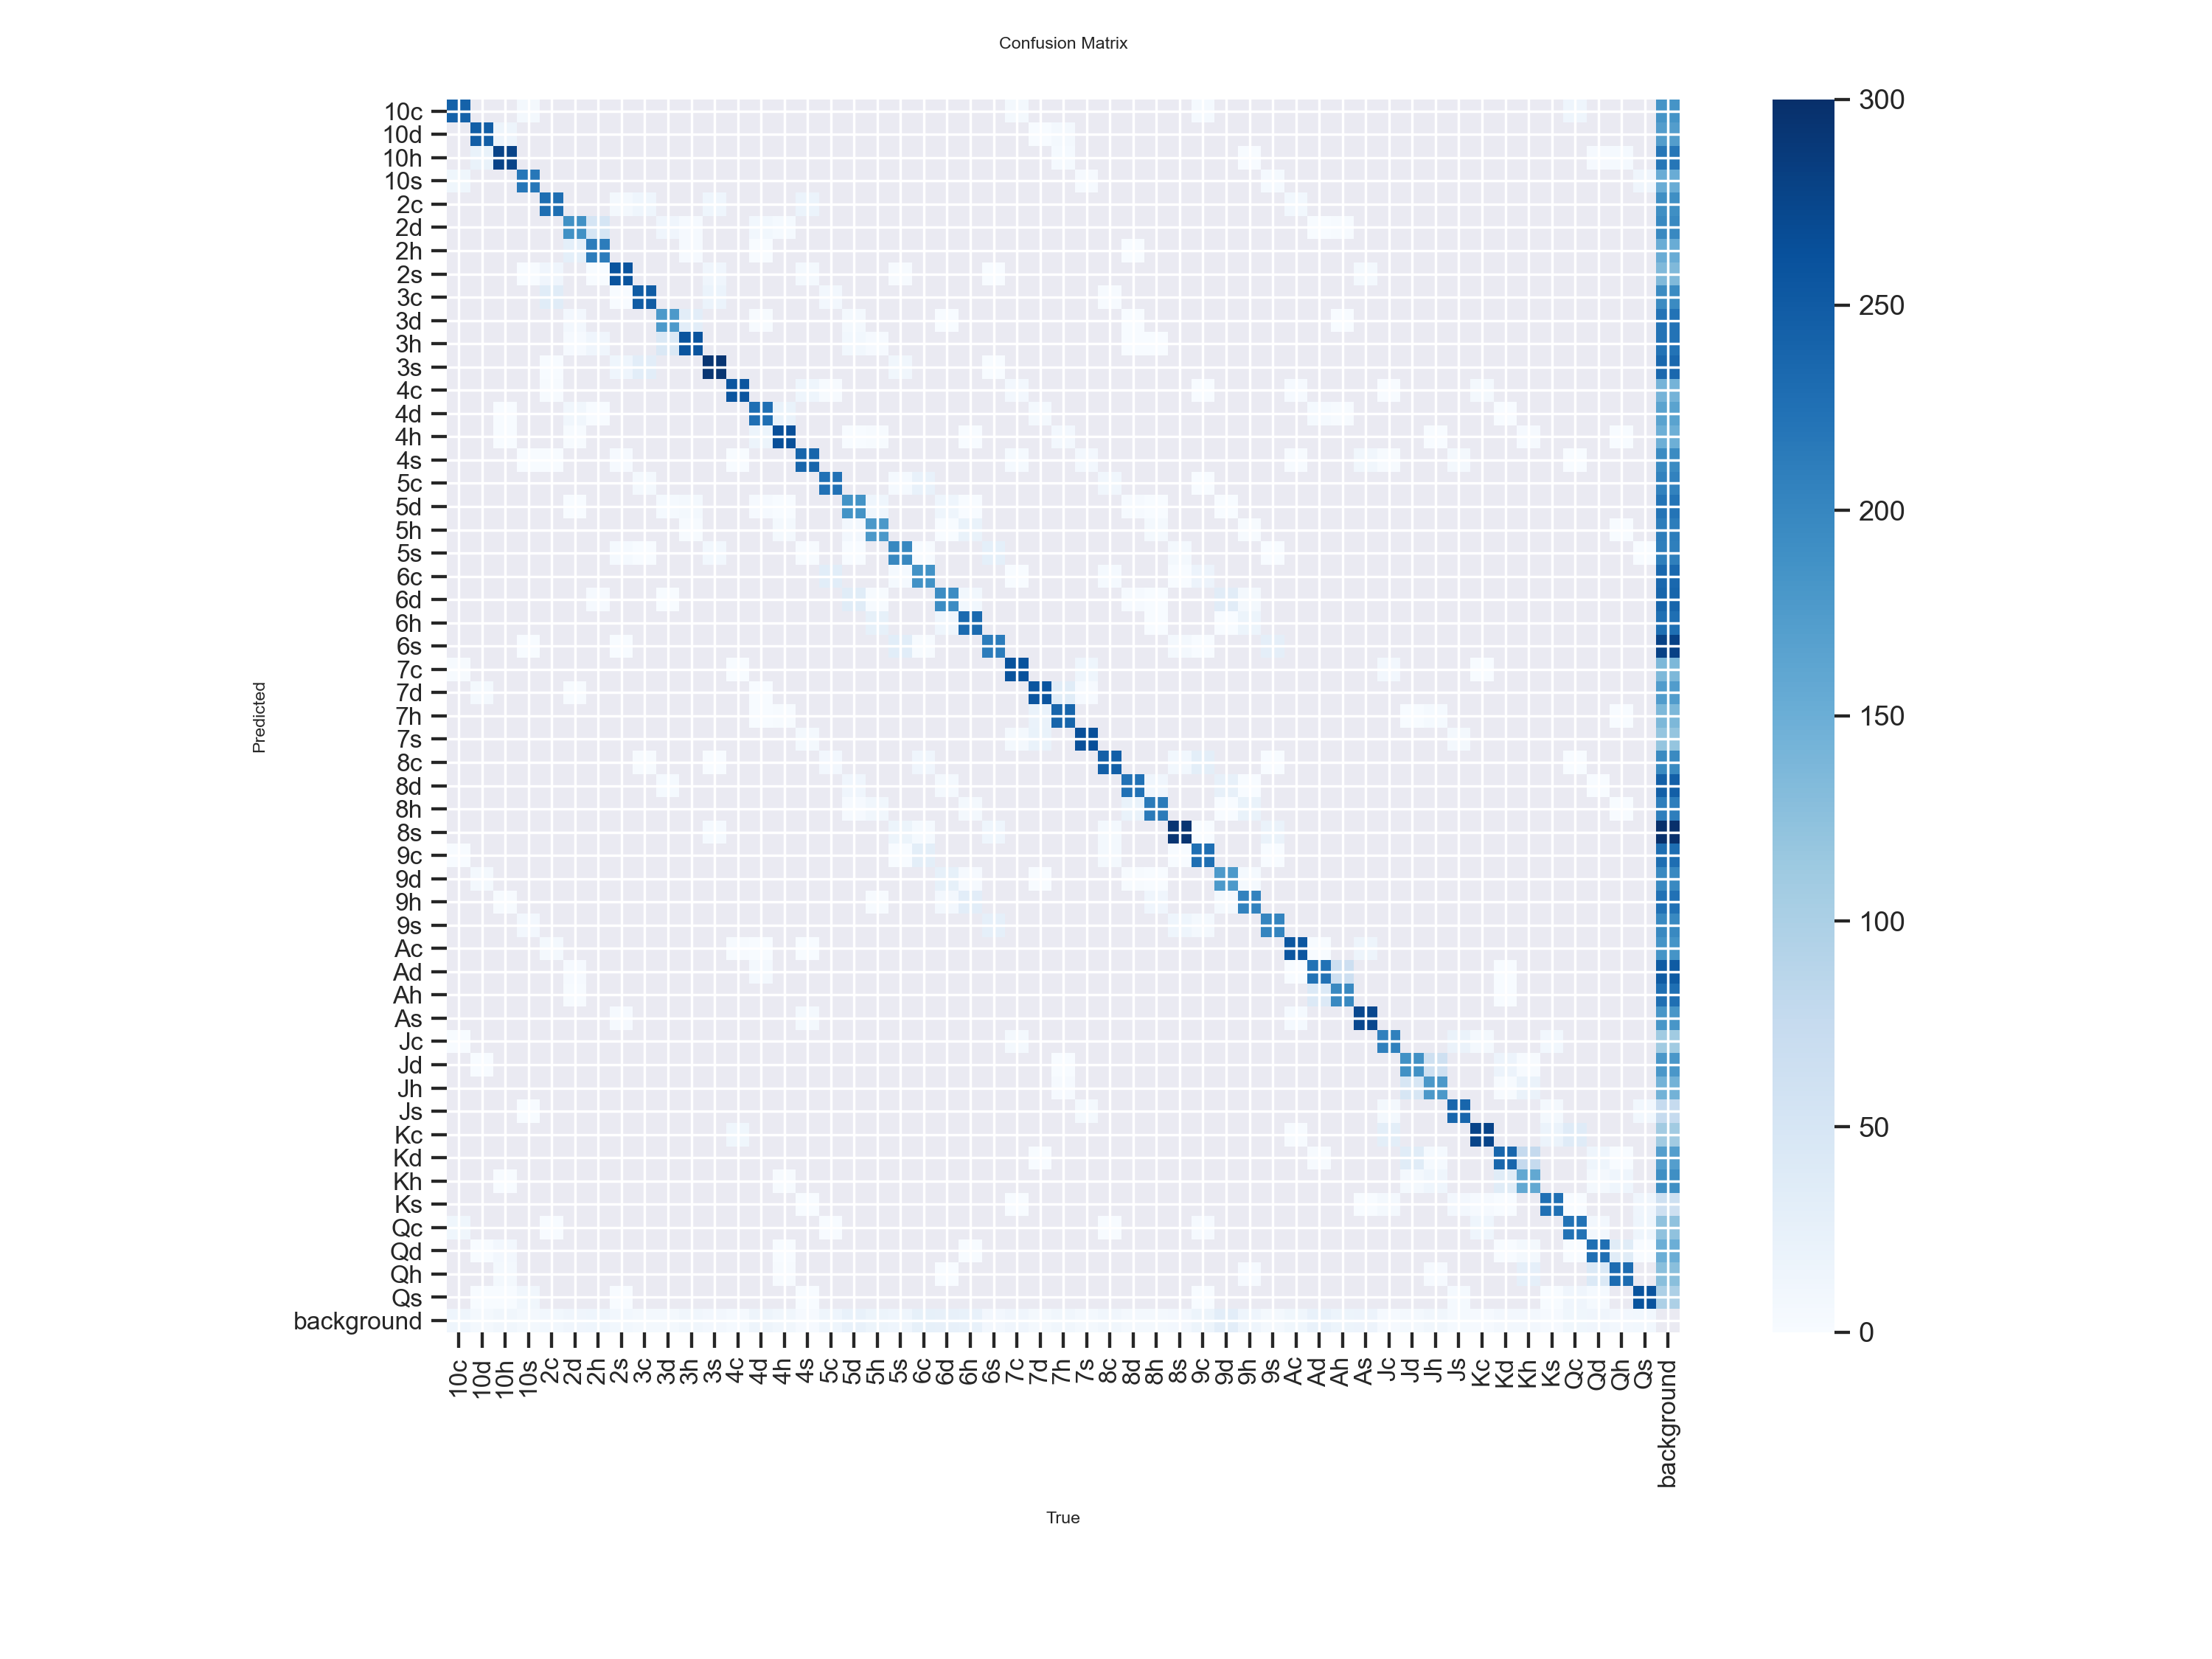 Confusion Matrix
10c
10d
10h
10s
2c
2d
2h
2s
3c
3d
3h
3s
4c
4d
4h
4s
5c
5d
5h
5s
6c
6d
6h
6s
7c
7d
7h
7s
8c
8d
8h
8s
9c
9d
9h
9s
Ac
Ad
Ah
As
Jc
Jd
Jh
Js
Kc
Kd
Kh
Ks
Qc
Qd
Qh
Qs
background
Predicted
10c 10d 10h 10s 2c 2d 2h 2s 3c 3d 3h 3s 4c 4d 4h 4s 5c 5d 5h 5s 6c 6d 6h 6s 7c 7d 7h 7s 8c 8d 8h 8s 9c 9d 9h 9s Ac Ad Ah As Jc Jd Jh Js Kc Kd Kh Ks Qc Qd Qh Qs background
True
300
250
200
150
100
50
0